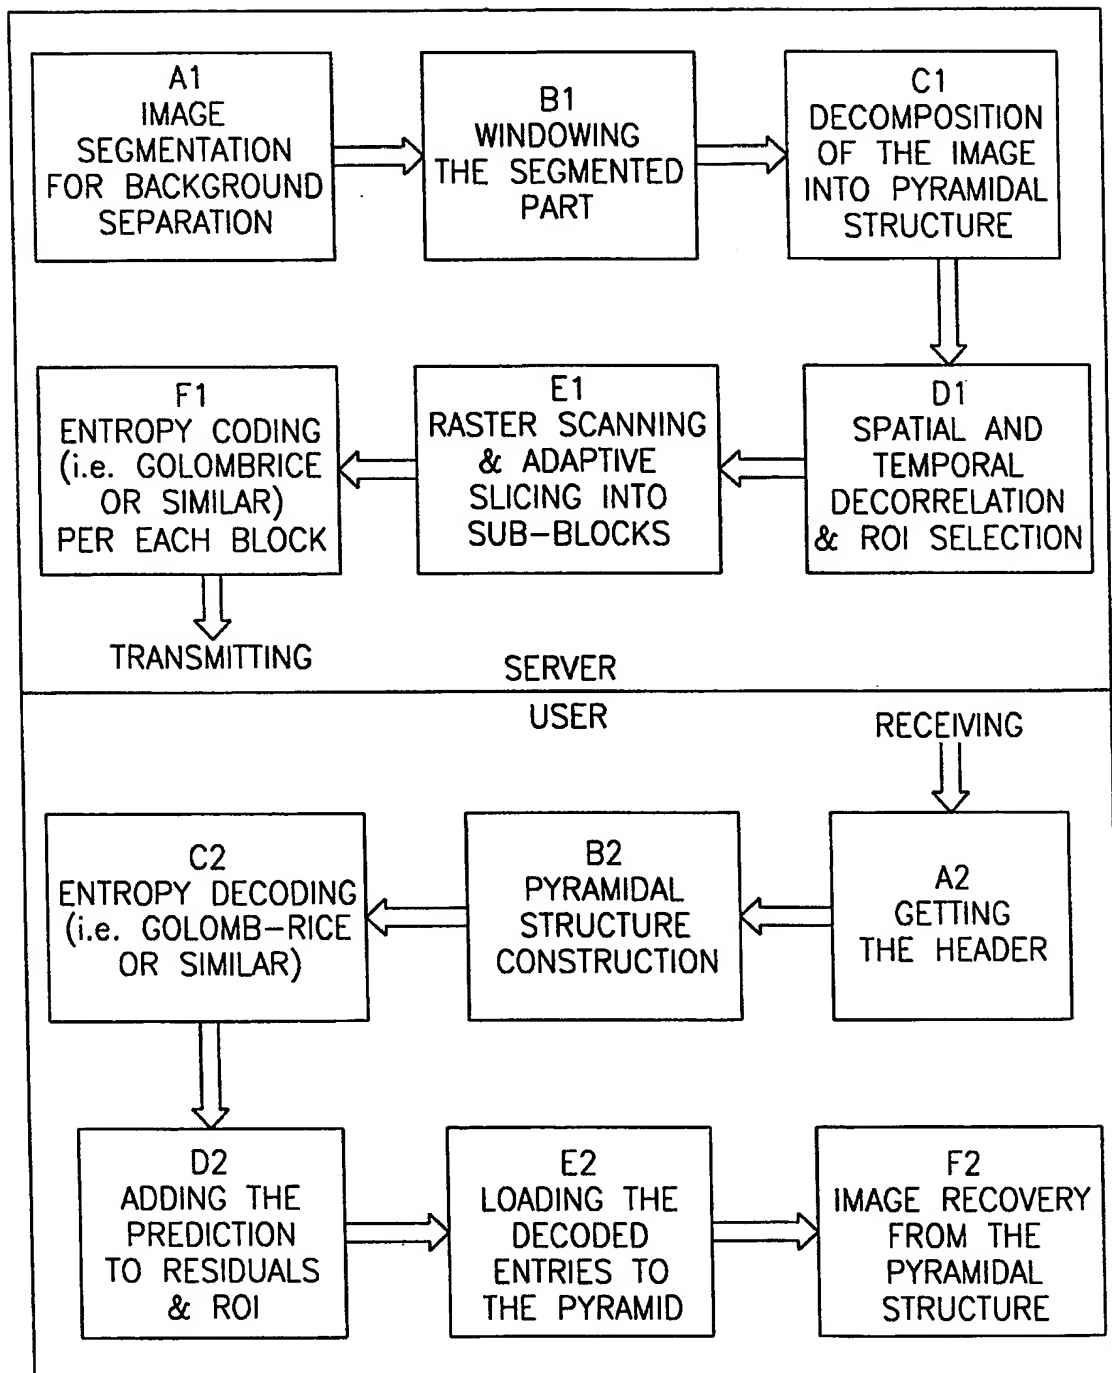 A1
IMAGE
SEGMENTATION
FOR BACKGROUND
SEPARATION
B1
WINDOWING
THE SEGMENTED
PART
C1
DECOMPOSITION
OF THE IMAGE
INTO PYRAMIDAL
STRUCTURE
D1
SPATIAL AND
TEMPORAL
DECORRELATION
& ROI SELECTION
E1
RASTER SCANNING
& ADAPTIVE
SLICING INTO
SUB-BLOCKS
F1
ENTROPY CODING
(i.e. GOLOMBRICE
OR SIMILAR)
PER EACH BLOCK
TRANSMITTING
SERVER
USER
RECEIVING
A2
GETTING
THE HEADER
B2
PYRAMIDAL
STRUCTURE
CONSTRUCTION
C2
ENTROPY DECODING
(i.e. GOLOMB-RICE
OR SIMILAR)
D2
ADDING THE
PREDICTION
TO RESIDUALS
& ROI
E2
LOADING THE
DECODED
ENTRIES TO
THE PYRAMID
F2
IMAGE RECOVERY
FROM THE
PYRAMIDAL
STRUCTURE